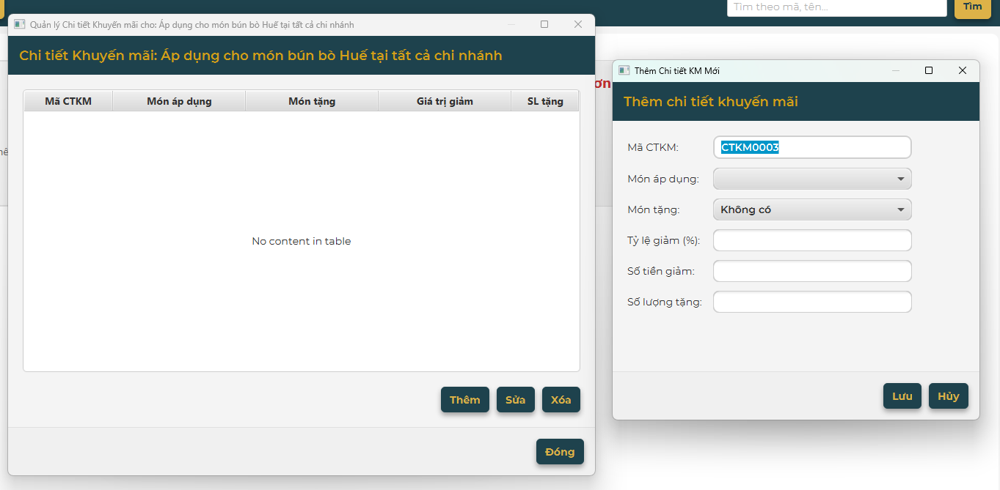 Tìm theo mã, tên...
Tìm
Quản lý Chi tiết Khuyến mãi cho: Áp dụng cho món bún bò Huế tại tất cả chi nhánh
Chi tiết Khuyến mãi: Áp dụng cho món bún bò Huế tại tất cả chi nhánh
Mã CTKM
Món áp dụng
Món tặng
Giá trị giảm
SL tặng
No content in table
Thêm
Sửa
Xóa
Đóng
Thêm Chi tiết KM Mới
Thêm chi tiết khuyến mãi
Mã CTKM:
CTKM0003
Món áp dụng:
Món tặng:
Không có
Tỷ lệ giảm (%):
Số tiền giảm:
Số lượng tặng:
Lưu
Hủy